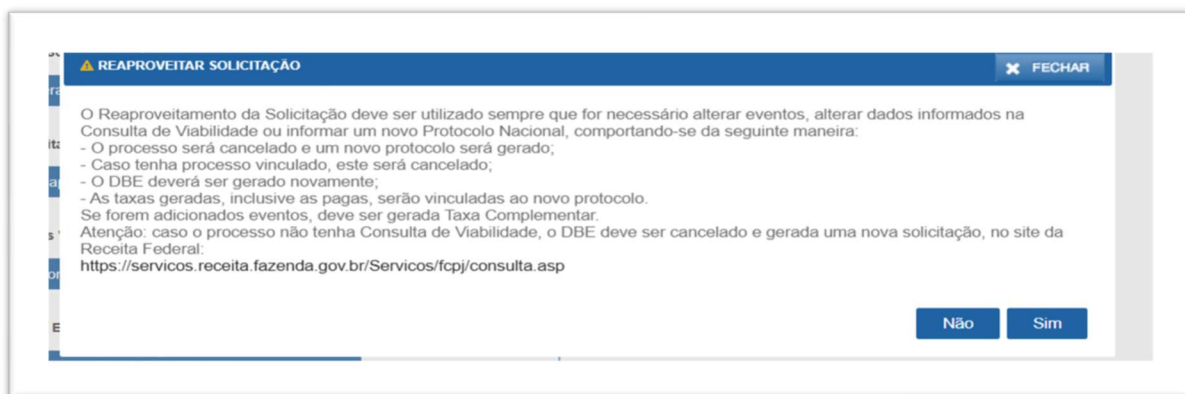 REAPROVEITAR SOLICITAÇÃO
FECHAR
O Reaproveitamento da Solicitação deve ser utilizado sempre que for necessário alterar eventos, alterar dados informados na
Consulta de Viabilidade ou informar um novo Protocolo Nacional, comportando-se da seguinte maneira:
- O processo será cancelado e um novo protocolo será gerado;
- Caso tenha processo vinculado, este será cancelado;
- O DBE deverá ser gerado novamente;
- As taxas geradas, inclusive as pagas, serão vinculadas ao novo protocolo.
Se forem adicionados eventos, deve ser gerada Taxa Complementar.
Atenção: caso o processo não tenha Consulta de Viabilidade, o DBE deve ser cancelado e gerada uma nova solicitação, no site da
Receita Federal:
https://servicos.receita.fazenda.gov.br/Servicos/fcpj/consulta.asp
Não
Sim